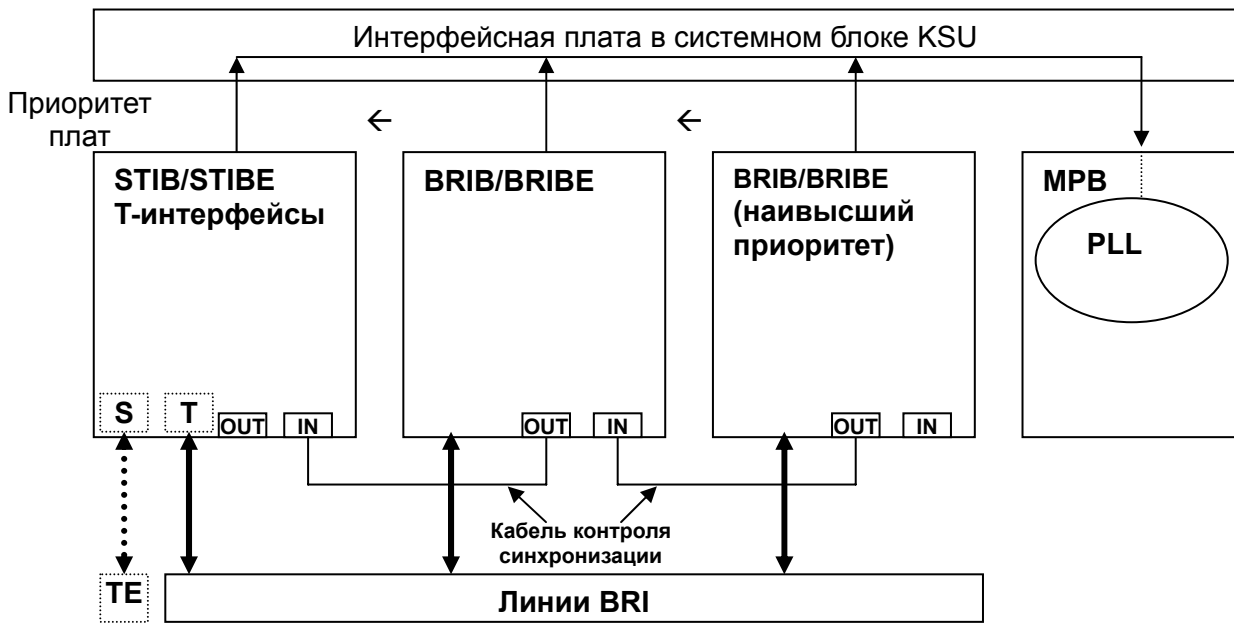 Интерфейсная плата в системном блоке KSU
Приоритет
плат
← ←
STIB/STIBE
Т-интерфейсы
BRIB/BRIBE
BRIB/BRIBE
(наивысший
приоритет)
MPB
PLL
S T OUT IN
OUT IN
OUT IN
Кабель контроля
синхронизации
TE
Линии BRI